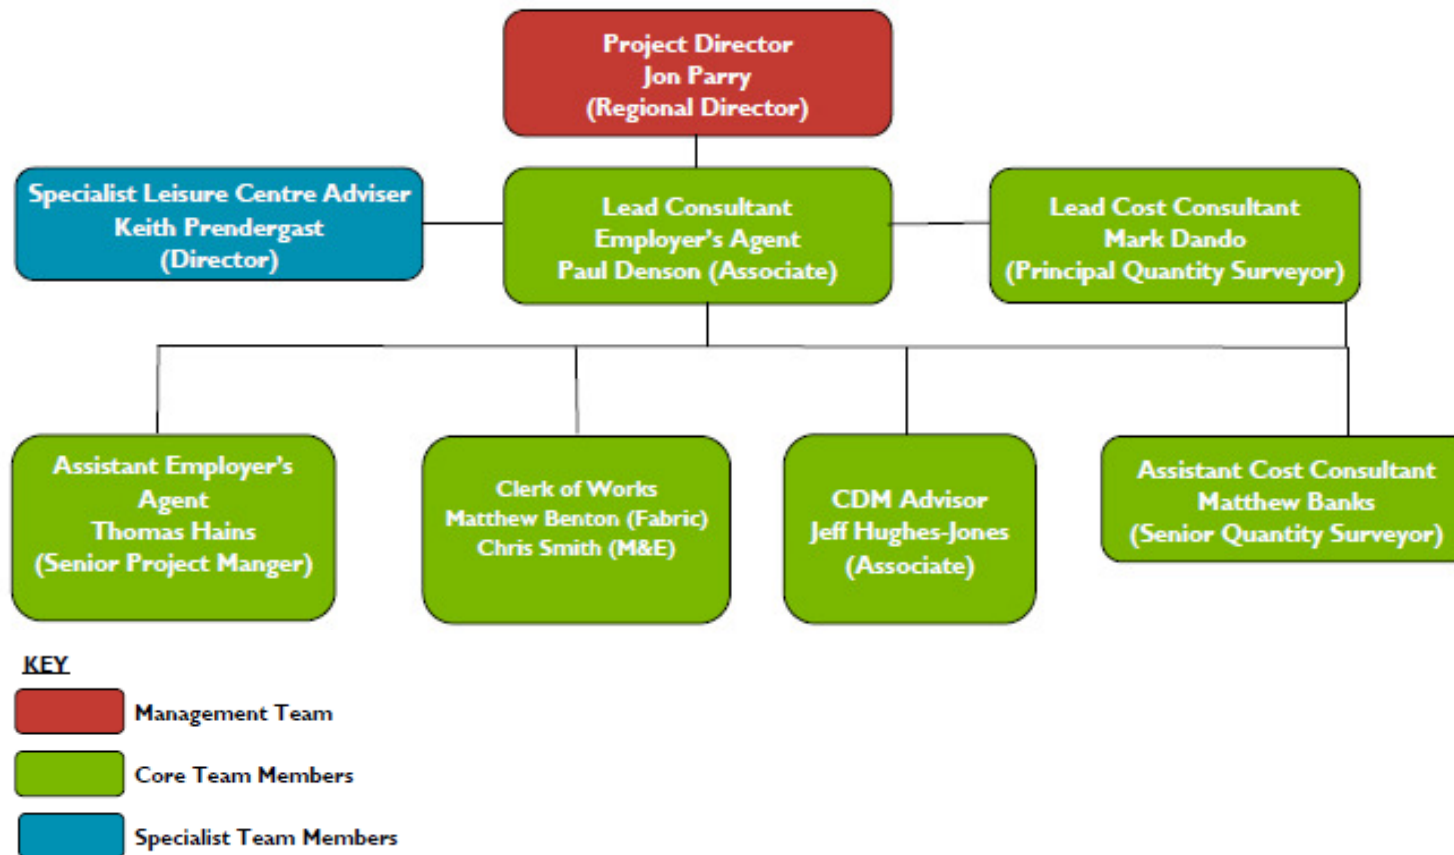 Project Director
Jon Parry
(Regional Director)
Specialist Leisure Centre Adviser
Keith Prendergast
(Director)
Lead Consultant
Employer's Agent
Paul Denson (Associate)
Lead Cost Consultant
Mark Dando
(Principal Quantity Surveyor)
Assistant Employer's
Agent
Thomas Hains
(Senior Project Manger)
Clerk of Works
Matthew Benton (Fabric)
Chris Smith (M&E)
CDM Advisor
Jeff Hughes-Jones
(Associate)
Assistant Cost Consultant
Matthew Banks
(Senior Quantity Surveyor)
KEY
Management Team
Core Team Members
Specialist Team Members